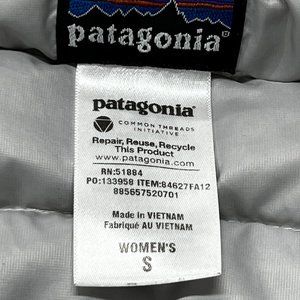 patagonia®
patagonia®
COMMON THREADS
INITIATIVE
Repair, Reuse, Recycle
This Product
www.patagonia.com
RN:51884
PO:133958 ITEM:84627FA12
885657520701
Made in VIETNAM
Fabriqué AU VIETNAM
WOMEN'S
S